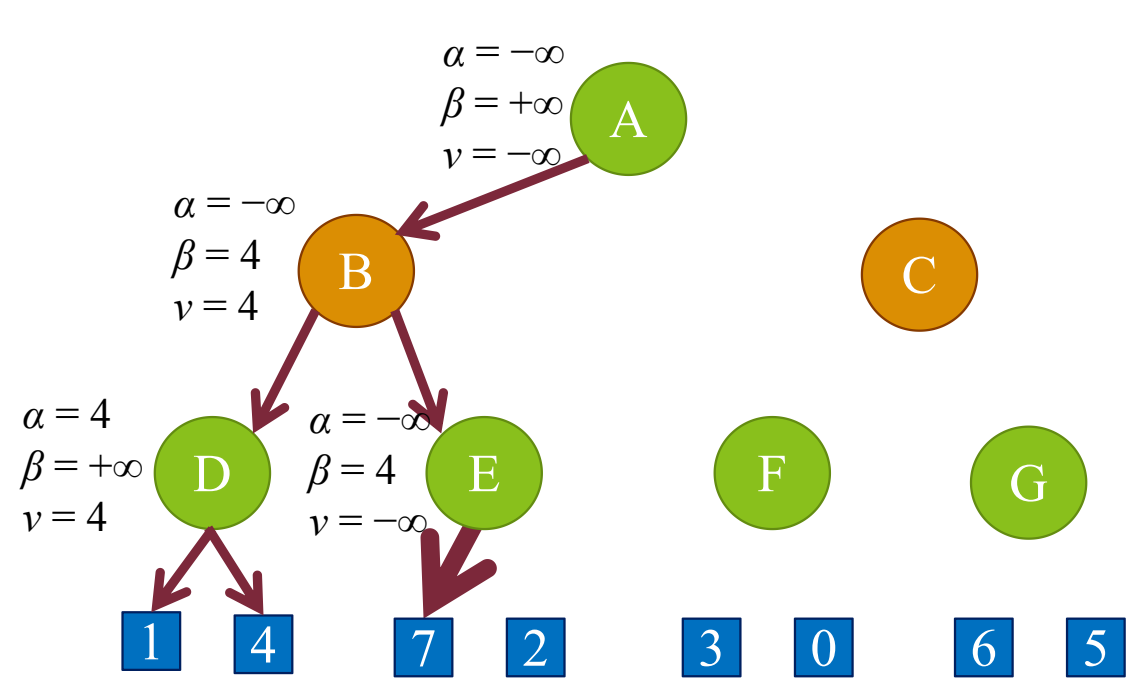 α = −∞
β = +∞
v = −∞
A
α = −∞
β = 4
v = 4
B
C
α = 4
β = +∞
v = 4
D
α = −∞
β = 4
v = −∞
E
F
G
1
4
7
2
3
0
6
5